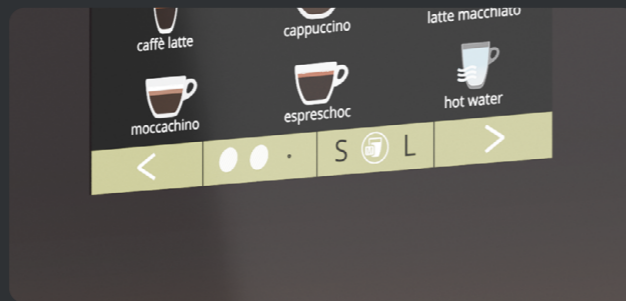 caffè latte
cappuccino
latte macchiato
moccachino
espreschoc
hot water
< S L >